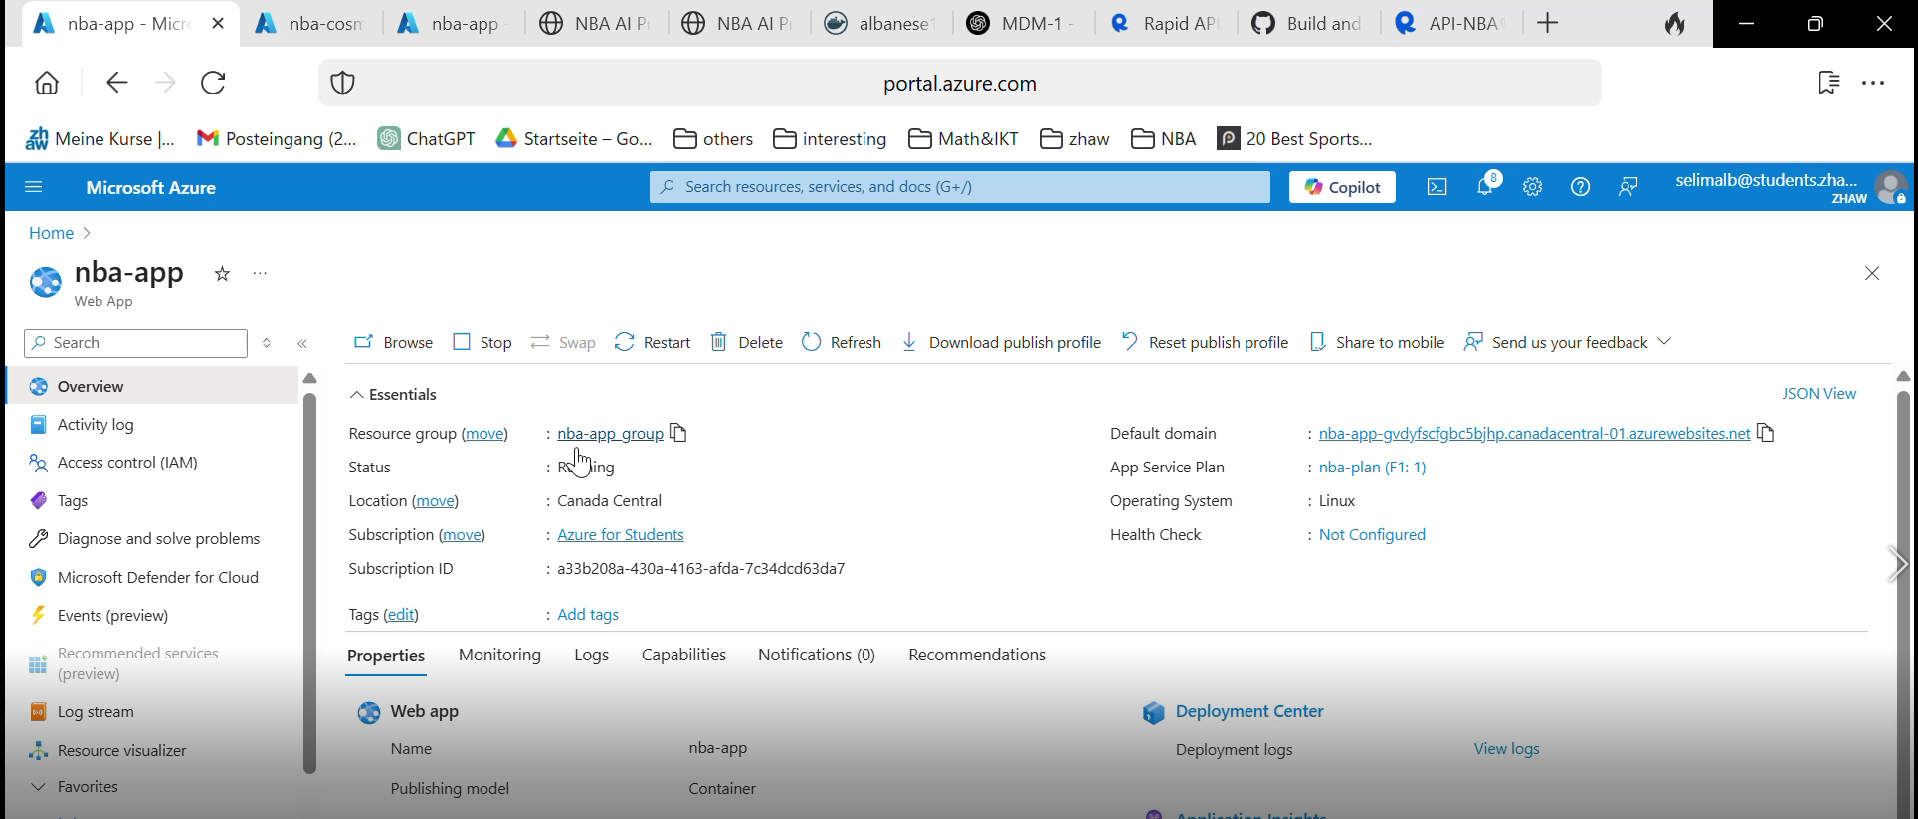 nba-app - Micr
nba-cosm
nba-app -
NBA AI P
NBA AI P
albanese
MDM-1 -
Rapid API
Build and
API-NBA
portal.azure.com
Meine Kurse |...
Posteingang (2...
ChatGPT
Startseite – Go...
others
interesting
Math&IKT
zhaw
NBA
20 Best Sports...
Microsoft Azure
Search resources, services, and docs (G+/)
Copilot
8
selimalb@students.zha...
ZHAW
Home >
nba-app
...
Web App
Search
Browse
Stop
Swap
Restart
Delete
Refresh
Download publish profile
Reset publish profile
Share to mobile
Send us your feedback
Overview
Activity log
Access control (IAM)
Tags
Diagnose and solve problems
Microsoft Defender for Cloud
Events (preview)
Recommended services
(preview)
Log stream
Resource visualizer
Favorites
Essentials
JSON View
Resource group (move) : nba-app_group
Status :
Location (move) : Canada Central
Subscription (move) : Azure for Students
Subscription ID : a33b208a-430a-4163-afda-7c34dcd63da7
Tags (edit) : Add tags
Default domain : nba-app-gvdyfscfgbc5bjhp.canadacentral-01.azurewebsites.net
App Service Plan : nba-plan (F1: 1)
Operating System : Linux
Health Check : Not Configured
Properties
Monitoring
Logs
Capabilities
Notifications (0)
Recommendations
Web app
Name nba-app
Publishing model Container
Deployment Center
Deployment logs View logs
Application Insights